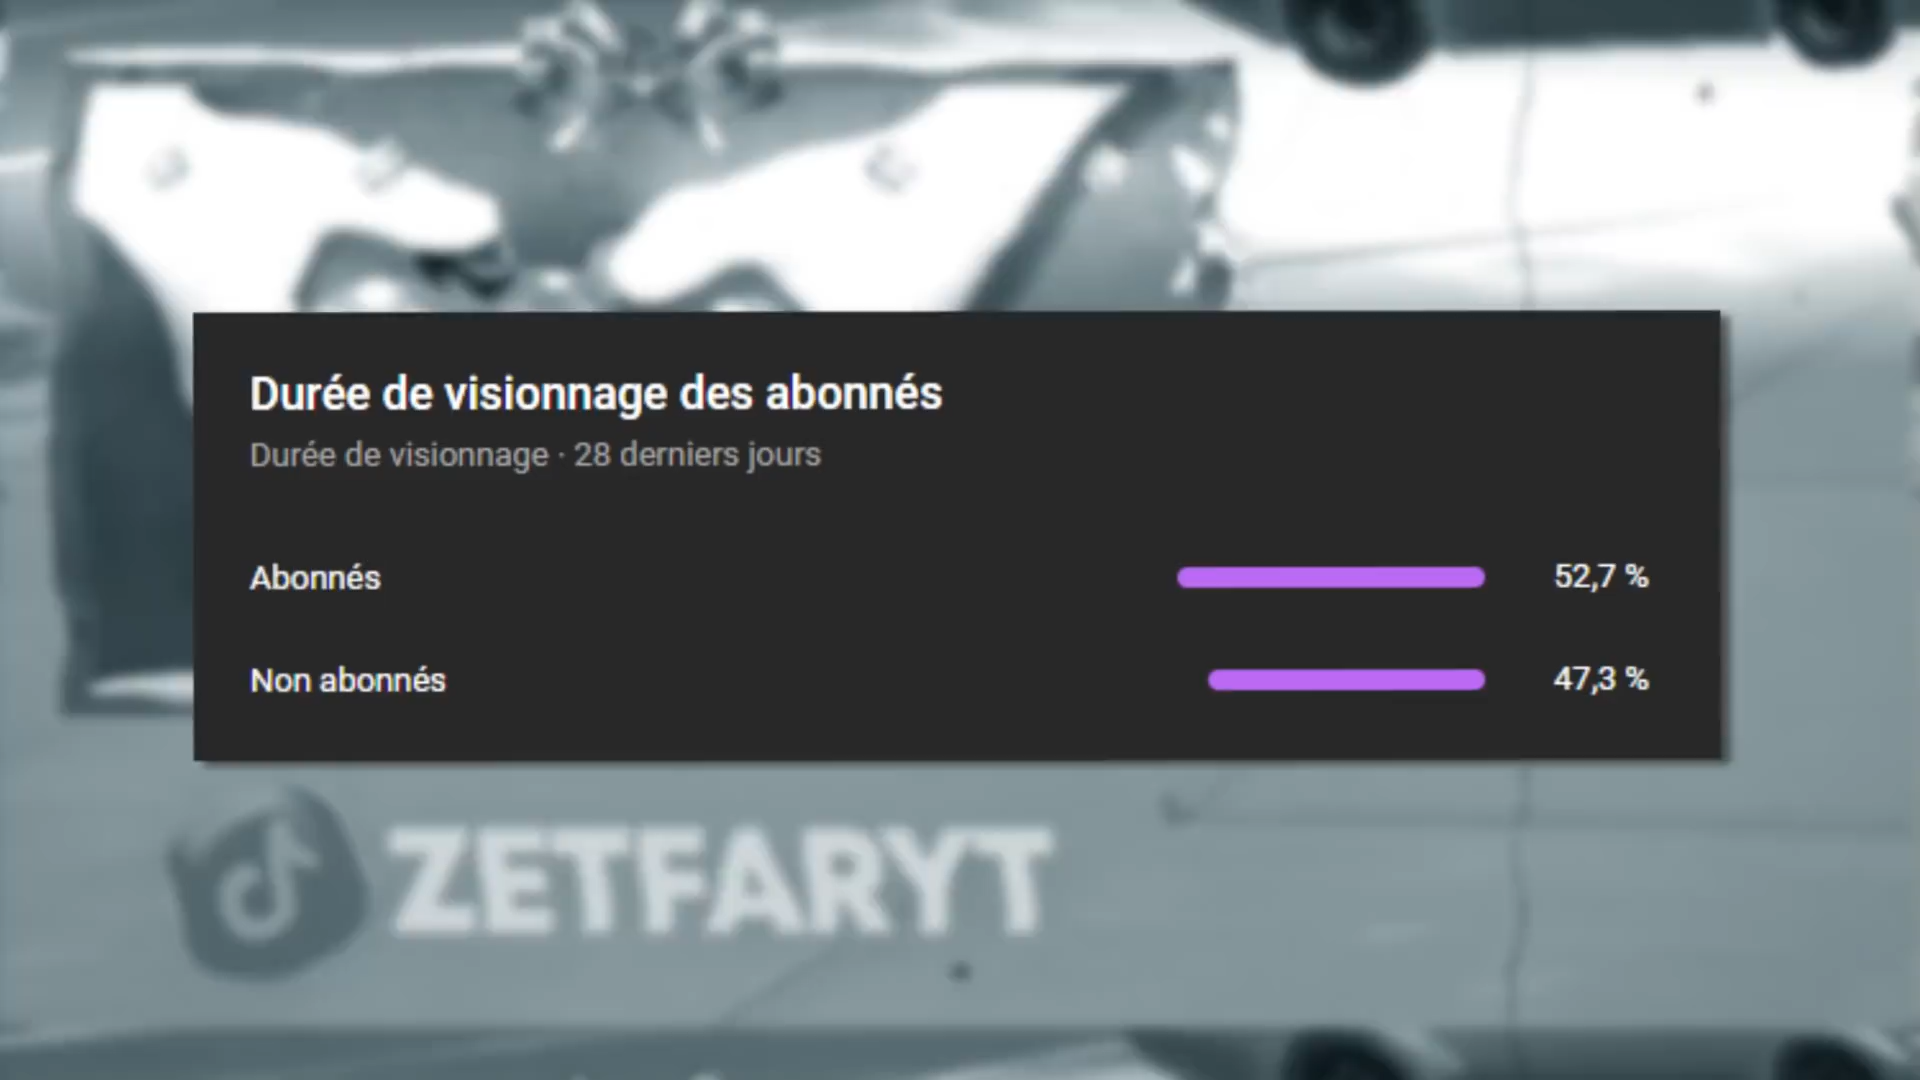 Durée de visionnage des abonnés
Durée de visionnage · 28 derniers jours
Abonnés 52,7 %
Non abonnés 47,3 %
ZETFARYT